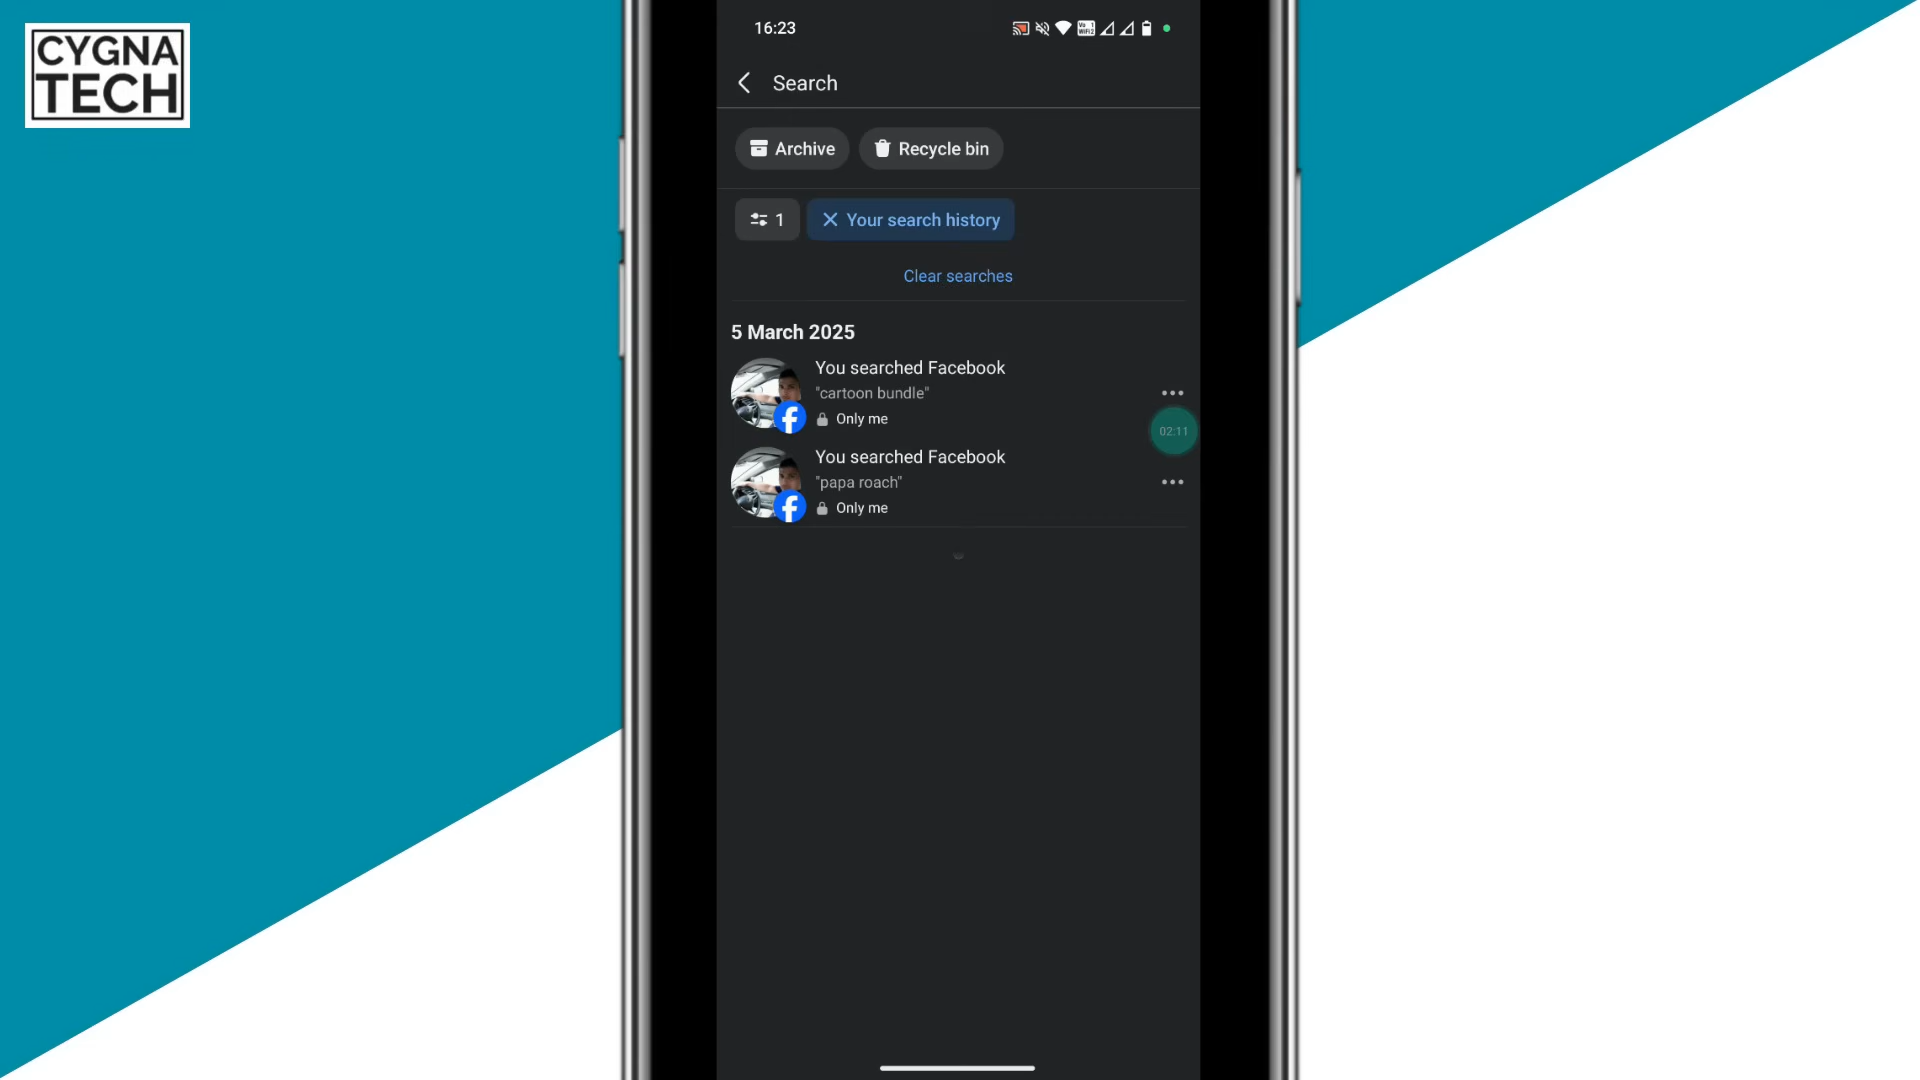 CYGNA
TECH
16:23
Search
Archive
Recycle bin
1
Your search history
Clear searches
5 March 2025
You searched Facebook
"cartoon bundle"
Only me
02:11
You searched Facebook
"papa roach"
Only me